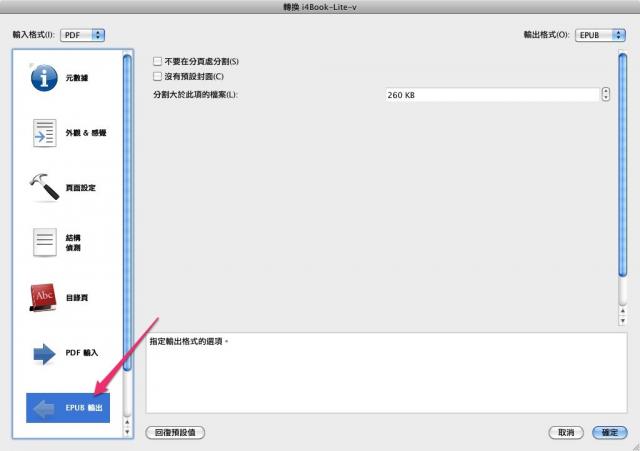 轉換 i4Book-Lite-v
輸入格式(I): PDF
輸出格式(O): EPUB
元數據
外觀 & 感覺
頁面設定
結構
偵測
Abc
目錄頁
PDF 輸入
EPUB 輸出
不要在分頁處分割(S)
沒有預設封面(C)
分割大於此項的檔案(L): 260 KB
指定輸出格式的選項。
回復預設值
取消
確定